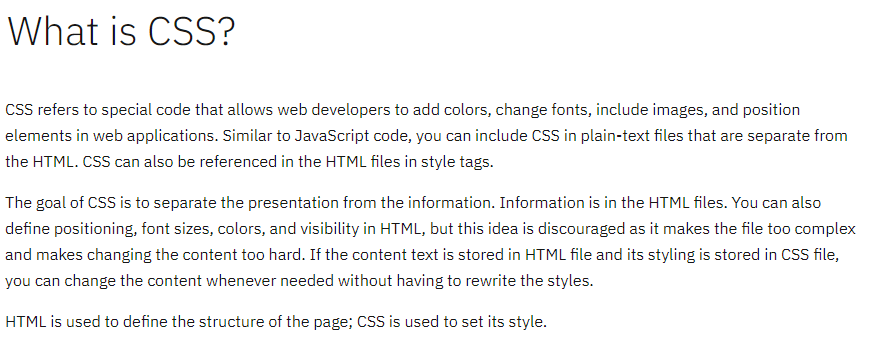 What is CSS?
CSS refers to special code that allows web developers to add colors, change fonts, include images, and position
elements in web applications. Similar to JavaScript code, you can include CSS in plain-text files that are separate from
the HTML. CSS can also be referenced in the HTML files in style tags.
The goal of CSS is to separate the presentation from the information. Information is in the HTML files. You can also
define positioning, font sizes, colors, and visibility in HTML, but this idea is discouraged as it makes the file too complex
and makes changing the content too hard. If the content text is stored in HTML file and its styling is stored in CSS file,
you can change the content whenever needed without having to rewrite the styles.
HTML is used to define the structure of the page; CSS is used to set its style.